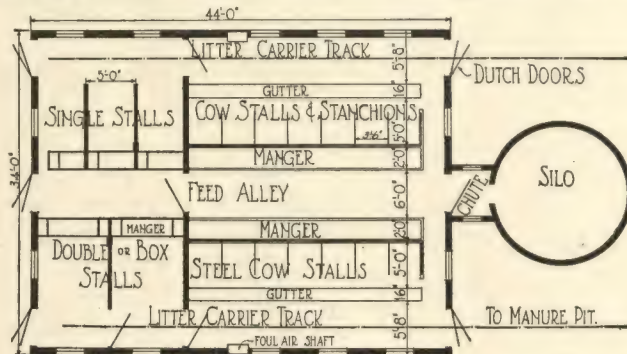 44'-0"
LITTER CARRIER TRACK
5'-8"
DUTCH DOORS
5'-0"
GUTTER
16"
SINGLE STALLS
COW STALLS & STANCHIONS
3'-6"
5'-0"
MANGER
2'-0"
34'-0"
FEED ALLEY
6'-0"
CHUTE
SILO
MANGER
MANGER
2'-0"
DOUBLE OR BOX
STALLS
STEEL COW STALLS
5'-0"
GUTTER
16"
LITTER CARRIER TRACK
5'-8"
TO MANURE PIT.
FOUL AIR SHAFT